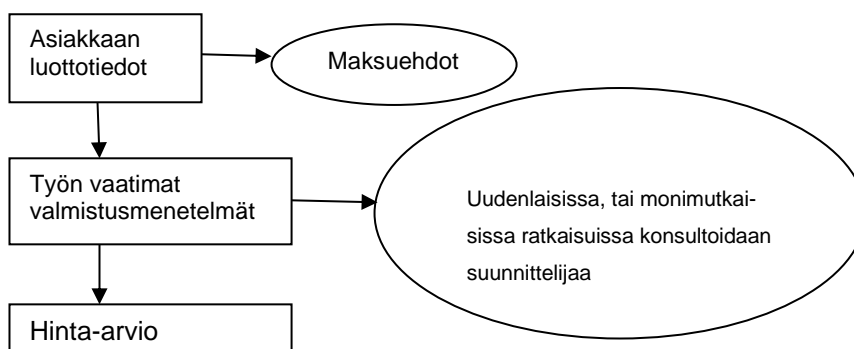 Asiakkaan
luottotiedot
Maksuehdot
Työn vaatimat
valmistusmenetelmät
Uudenlaisissa, tai monimutkai-
sissa ratkaisuissa konsultoidaan
suunnittelijaa
Hinta-arvio